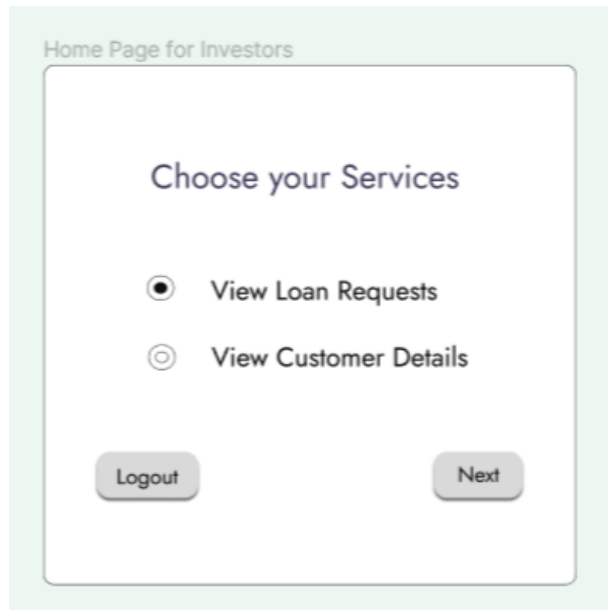 Home Page for Investors
Choose your Services
View Loan Requests
View Customer Details
Logout
Next